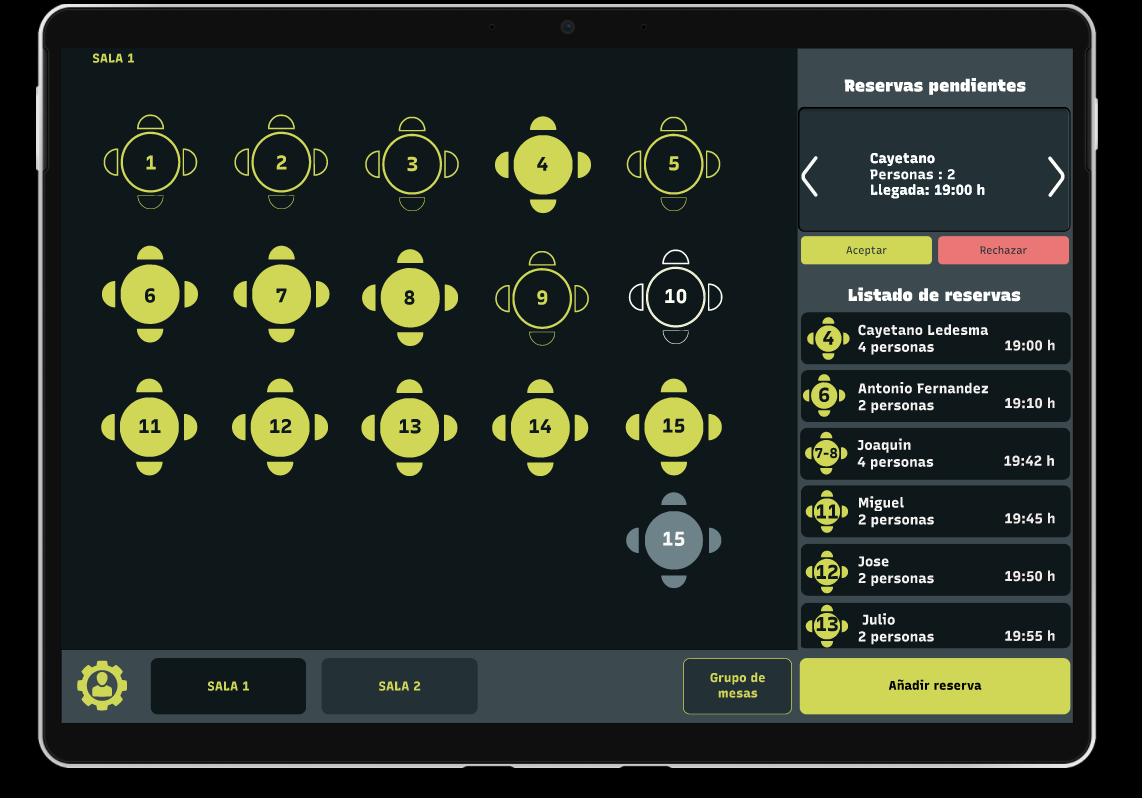 SALA 1
1
2
3
4
5
6
7
8
9
10
11
12
13
14
15
15
Reservas pendientes
Cayetano
Personas : 2
Llegada: 19:00 h
Aceptar
Rechazar
Listado de reservas
4
Cayetano Ledesma
4 personas
19:00 h
6
Antonio Fernandez
2 personas
19:10 h
7-8
Joaquin
4 personas
19:42 h
11
Miguel
2 personas
19:45 h
12
Jose
2 personas
19:50 h
13
Julio
2 personas
19:55 h
SALA 1
SALA 2
Grupo de
mesas
Añadir reserva